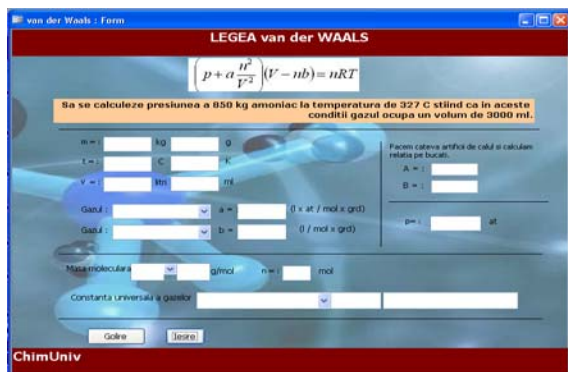 van der Waals : Form
LEGEA van der WAALS
(p + a n²/V²)(V − nb) = nRT
Sa se calculeze presiunea a 850 kg amoniac la temperatura de 327 C stiind ca in aceste
conditii gazul ocupa un volum de 3000 ml.
m = : kg g
t = : C K
v = : litri ml
Facem cateva artificii de calul si calculam
relatia pe bucati.
A = :
B = :
Gazul : a = (l x at / mol x grd)
Gazul : b = (l / mol x grd)
p= : at
Masa moleculara g/mol n = : mol
Constanta universala a gazelor
Golire Iesire
ChimUniv